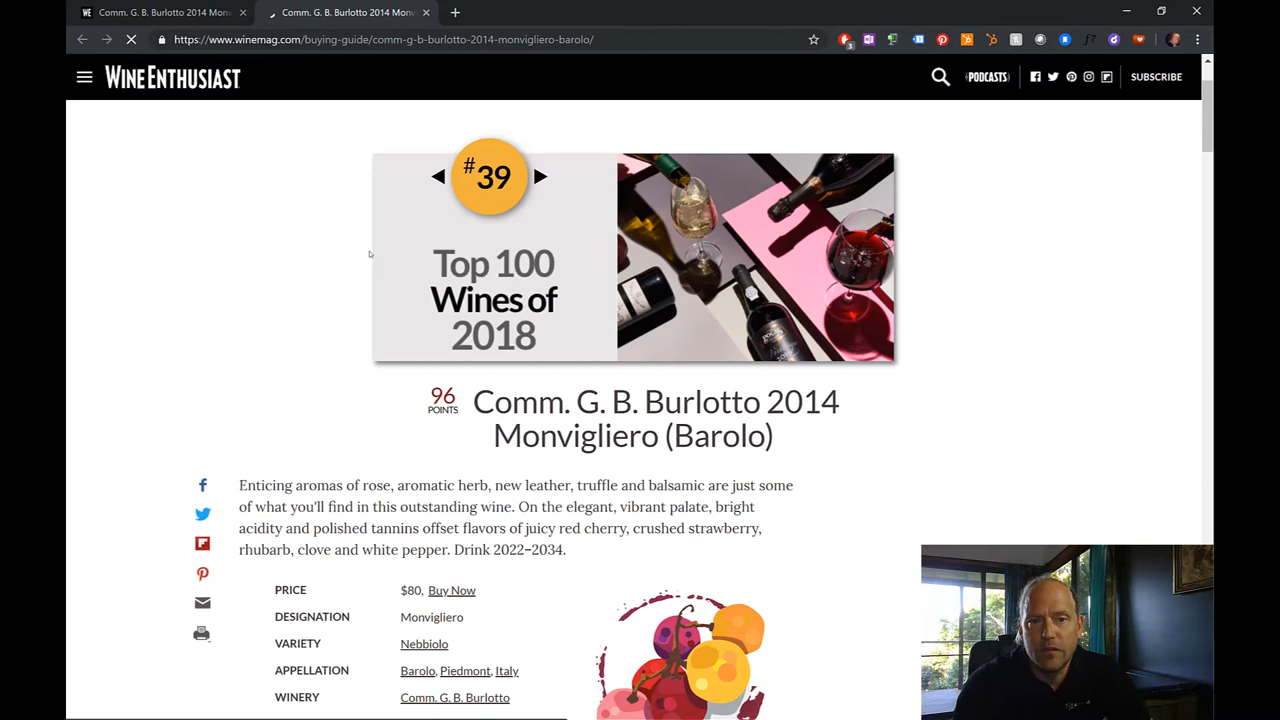 WE Comm. G. B. Burlotto 2014 Monv
Comm. G. B. Burlotto 2014 Monv
https://www.winemag.com/buying-guide/comm-g-b-burlotto-2014-monvigliero-barolo/
WINE ENTHUSIAST
PODCASTS
SUBSCRIBE
#39
Top 100
Wines of
2018
96
POINTS
Comm. G. B. Burlotto 2014
Monvigliero (Barolo)
Enticing aromas of rose, aromatic herb, new leather, truffle and balsamic are just some
of what you'll find in this outstanding wine. On the elegant, vibrant palate, bright
acidity and polished tannins offset flavors of juicy red cherry, crushed strawberry,
rhubarb, clove and white pepper. Drink 2022–2034.
PRICE $80, Buy Now
DESIGNATION Monvigliero
VARIETY Nebbiolo
APPELLATION Barolo, Piedmont, Italy
WINERY Comm. G. B. Burlotto